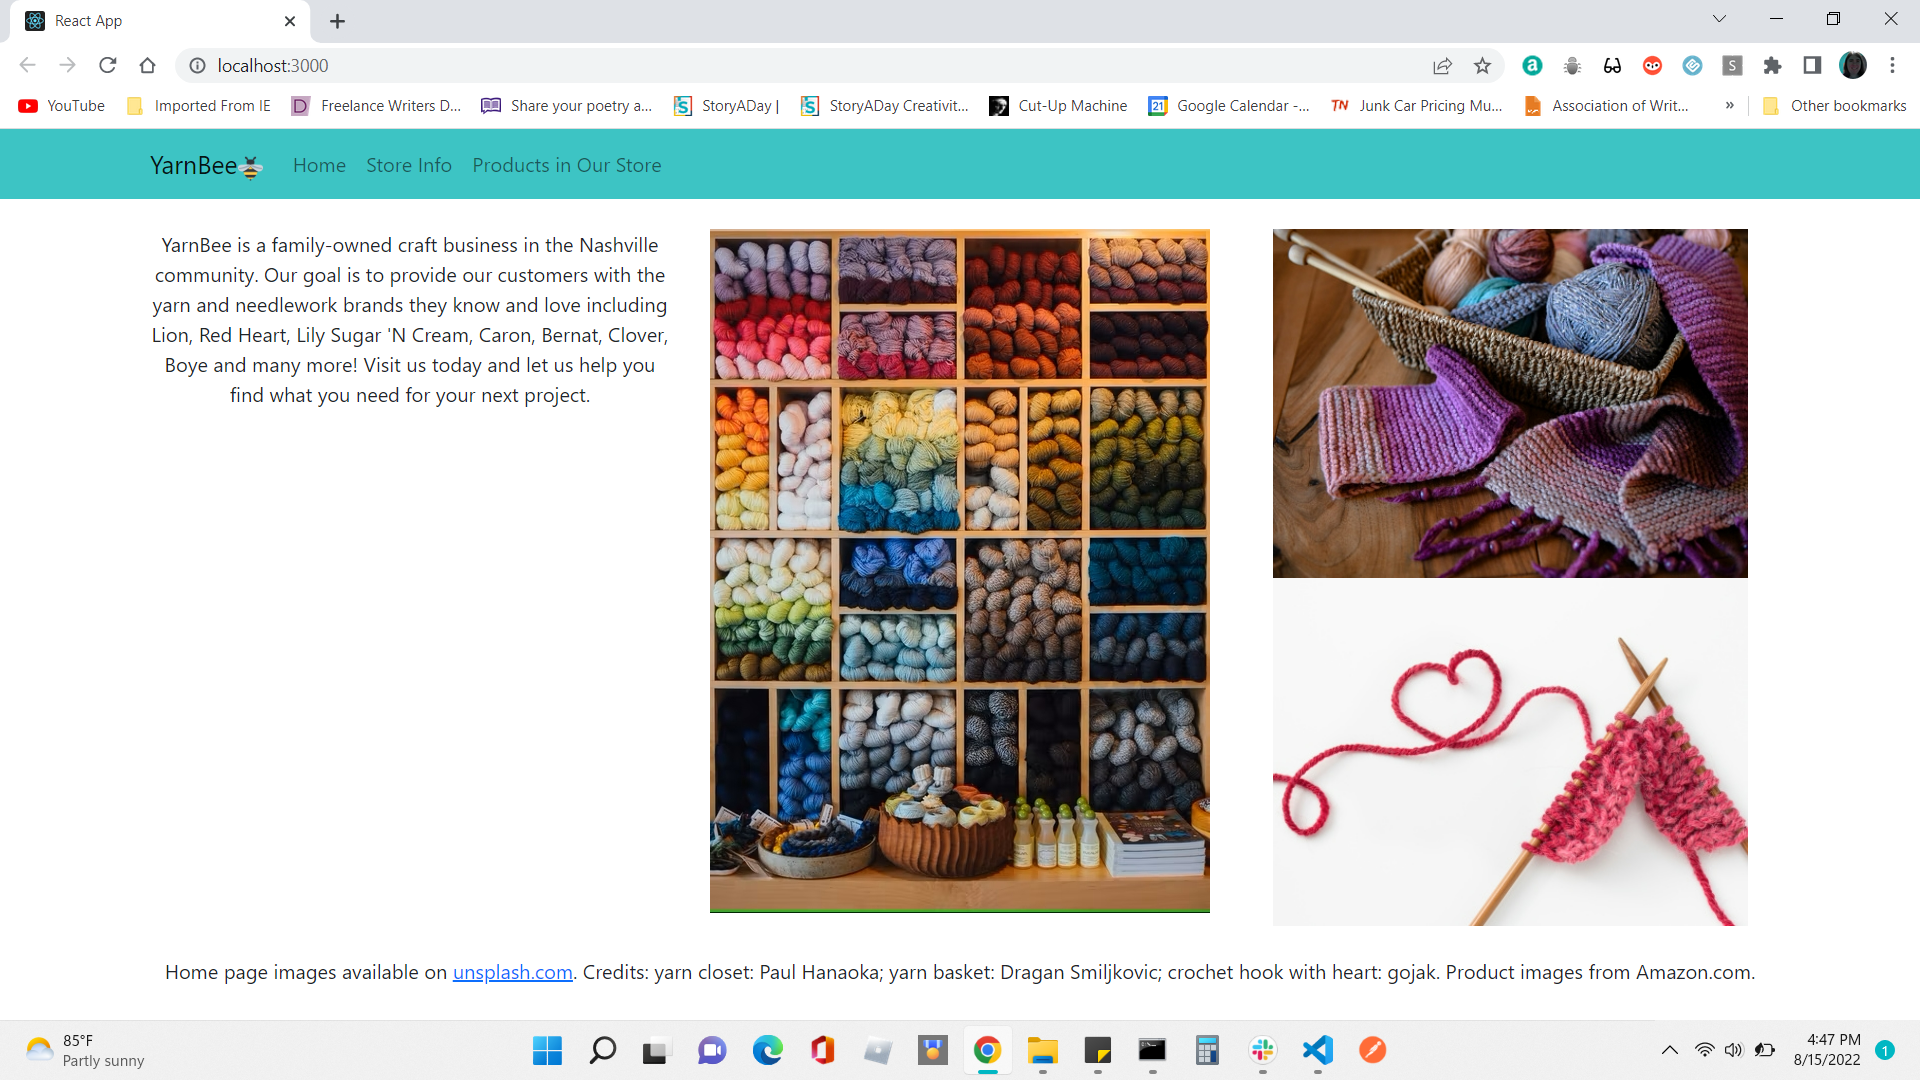 React App
localhost:3000
YouTube Imported From IE Freelance Writers D... Share your poetry a... StoryADay | StoryADay Creativit... Cut-Up Machine Google Calendar -... Junk Car Pricing Mu... Association of Writ... » Other bookmarks
YarnBee Home Store Info Products in Our Store
YarnBee is a family-owned craft business in the Nashville
community. Our goal is to provide our customers with the
yarn and needlework brands they know and love including
Lion, Red Heart, Lily Sugar 'N Cream, Caron, Bernat, Clover,
Boye and many more! Visit us today and let us help you
find what you need for your next project.
Home page images available on unsplash.com. Credits: yarn closet: Paul Hanaoka; yarn basket: Dragan Smiljkovic; crochet hook with heart: gojak. Product images from Amazon.com.
85°F
Partly sunny
4:47 PM
8/15/2022
1